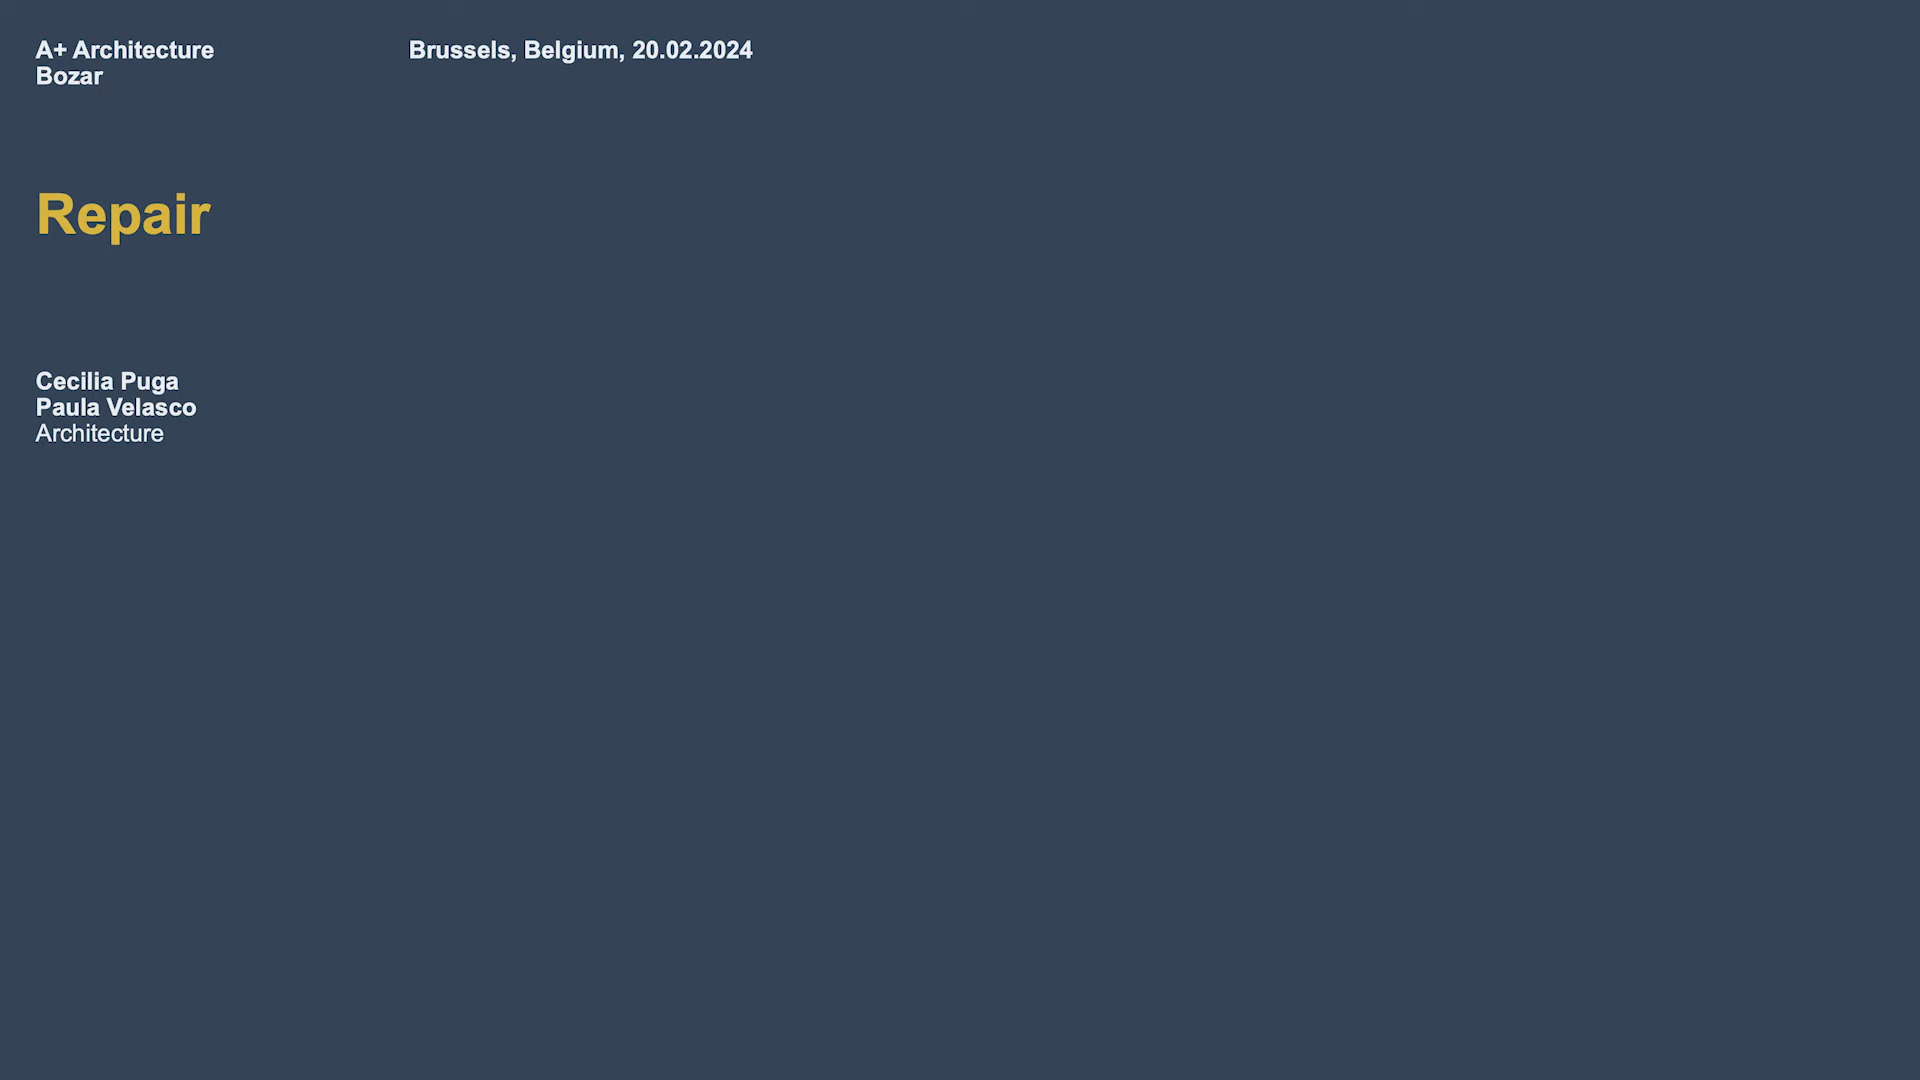 A+ Architecture
Bozar
Brussels, Belgium, 20.02.2024
Repair
Cecilia Puga
Paula Velasco
Architecture